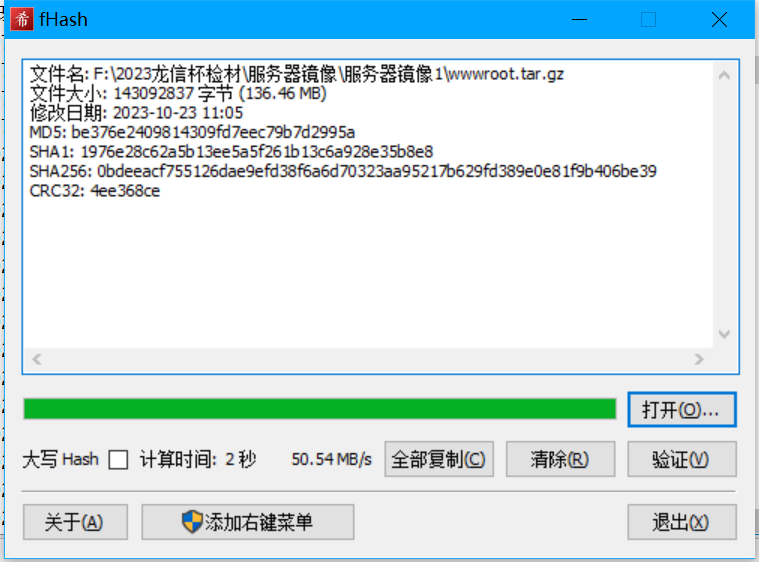 希 fHash
文件名: F:\2023龙信杯检材\服务器镜像\服务器镜像1\wwwroot.tar.gz
文件大小: 143092837 字节 (136.46 MB)
修改日期: 2023-10-23 11:05
MD5: be376e2409814309fd7eec79b7d2995a
SHA1: 1976e28c62a5b13ee5a5f261b13c6a928e35b8e8
SHA256: 0bdeeacf755126dae9efd38f6a6d70323aa95217b629fd389e0e81f9b406be39
CRC32: 4ee368ce
打开(O)...
大写 Hash 计算时间: 2 秒 50.54 MB/s 全部复制(C) 清除(R) 验证(V)
关于(A) 添加右键菜单 退出(X)